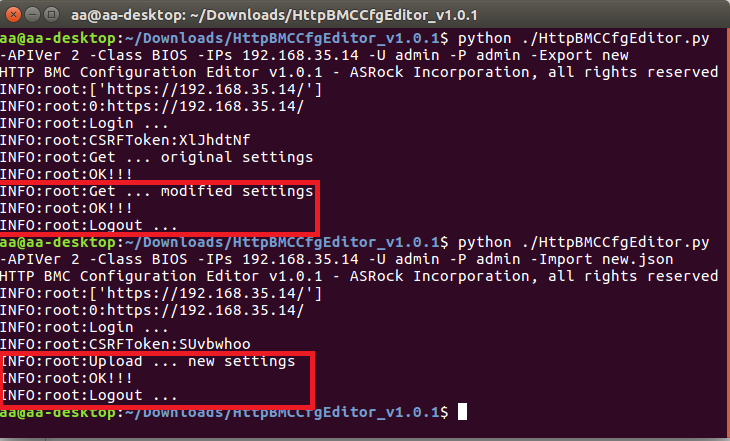 aa@aa-desktop: ~/Downloads/HttpBMCCfgEditor_v1.0.1
aa@aa-desktop:~/Downloads/HttpBMCCfgEditor_v1.0.1$ python ./HttpBMCCfgEditor.py
-APIVer 2 -Class BIOS -IPs 192.168.35.14 -U admin -P admin -Export new
HTTP BMC Configuration Editor v1.0.1 - ASRock Incorporation, all rights reserved
INFO:root:['https://192.168.35.14/']
INFO:root:0:https://192.168.35.14/
INFO:root:Login ...
INFO:root:CSRFToken:XlJhdtNf
INFO:root:Get ... original settings
INFO:root:OK!!!
INFO:root:Get ... modified settings
INFO:root:OK!!!
INFO:root:Logout ...
aa@aa-desktop:~/Downloads/HttpBMCCfgEditor_v1.0.1$ python ./HttpBMCCfgEditor.py
-APIVer 2 -Class BIOS -IPs 192.168.35.14 -U admin -P admin -Import new.json
HTTP BMC Configuration Editor v1.0.1 - ASRock Incorporation, all rights reserved
INFO:root:['https://192.168.35.14/']
INFO:root:0:https://192.168.35.14/
INFO:root:Login ...
INFO:root:CSRFToken:SUvbwhoo
INFO:root:Upload ... new settings
INFO:root:OK!!!
INFO:root:Logout ...
aa@aa-desktop:~/Downloads/HttpBMCCfgEditor_v1.0.1$